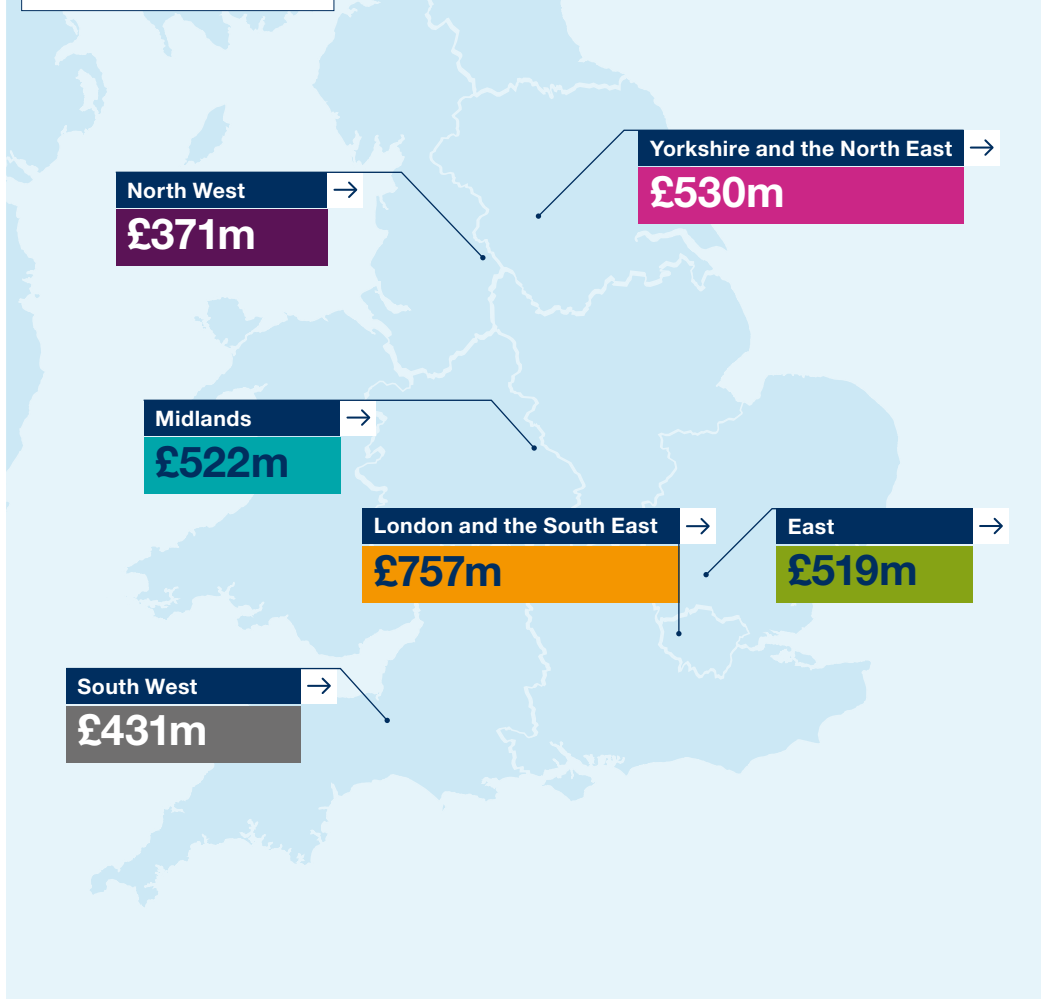 Yorkshire and the North East
£530m
North West
£371m
Midlands
£522m
London and the South East
£757m
East
£519m
South West
£431m